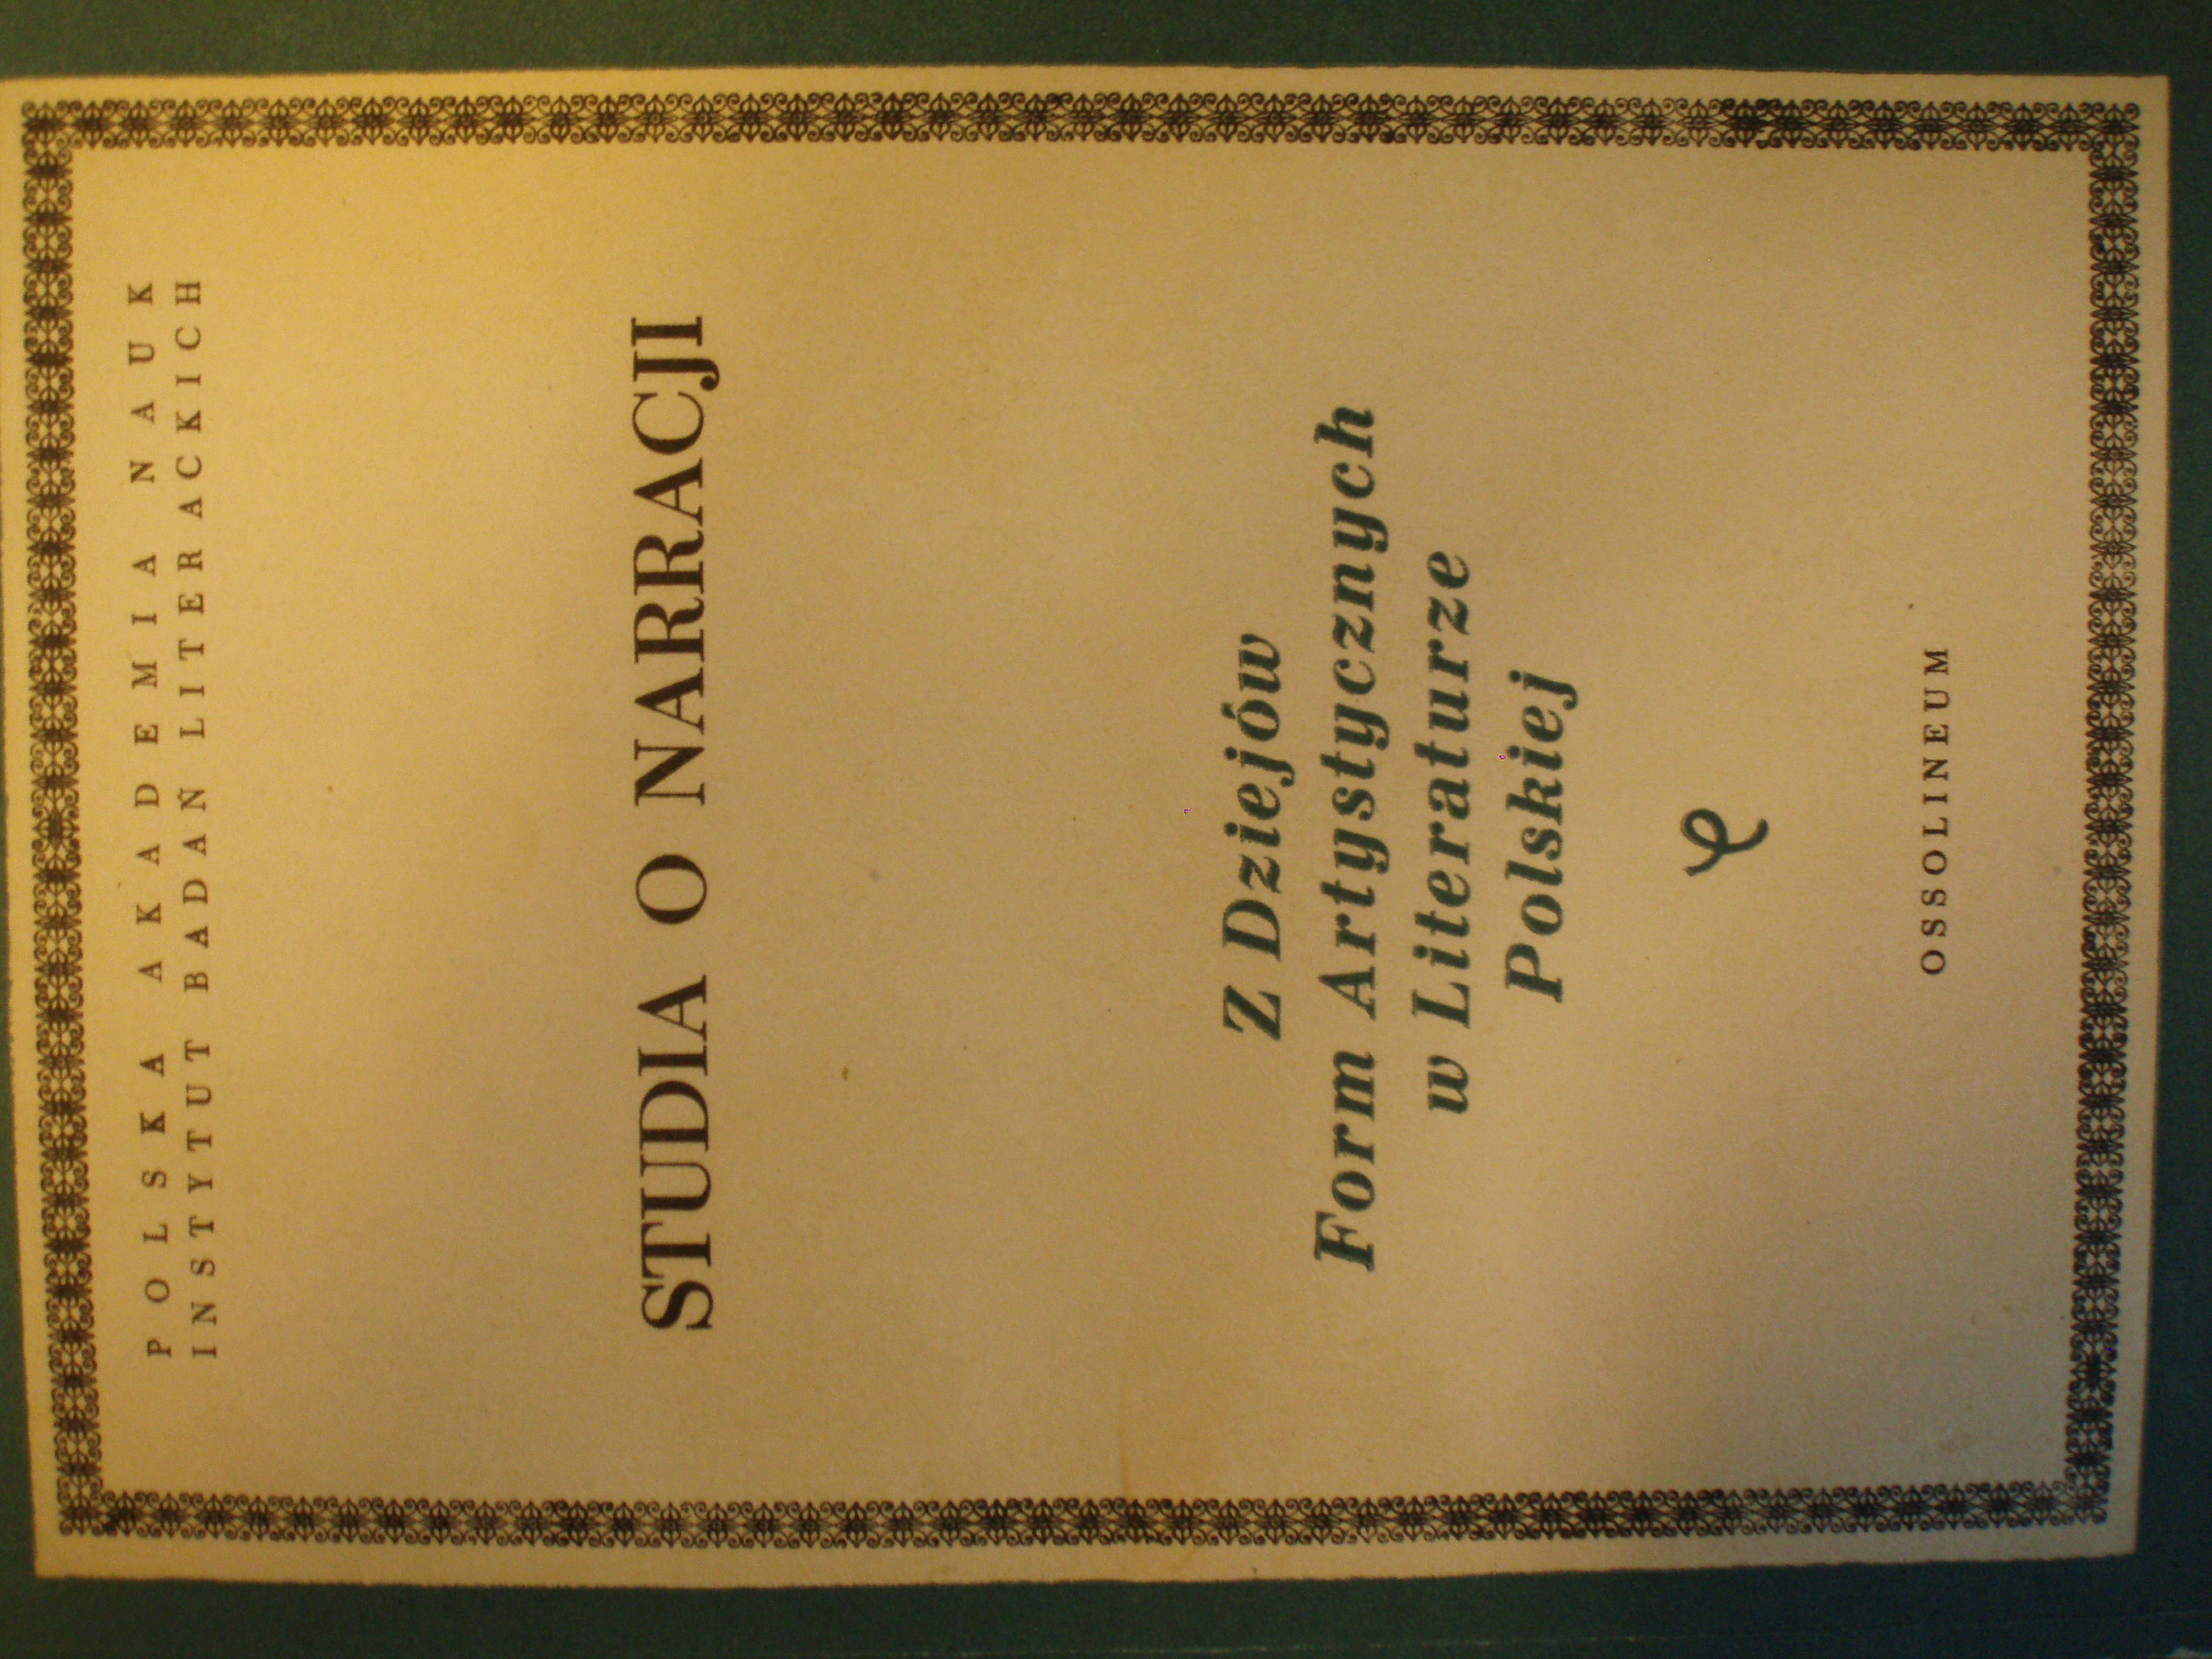 POLSKA AKADEMIA NAUK
INSTYTUT BADAŃ LITERACKICH
STUDIA O NARRACJI
Z Dziejów
Form Artystycznych
w Literaturze
Polskiej
OSSOLINEUM